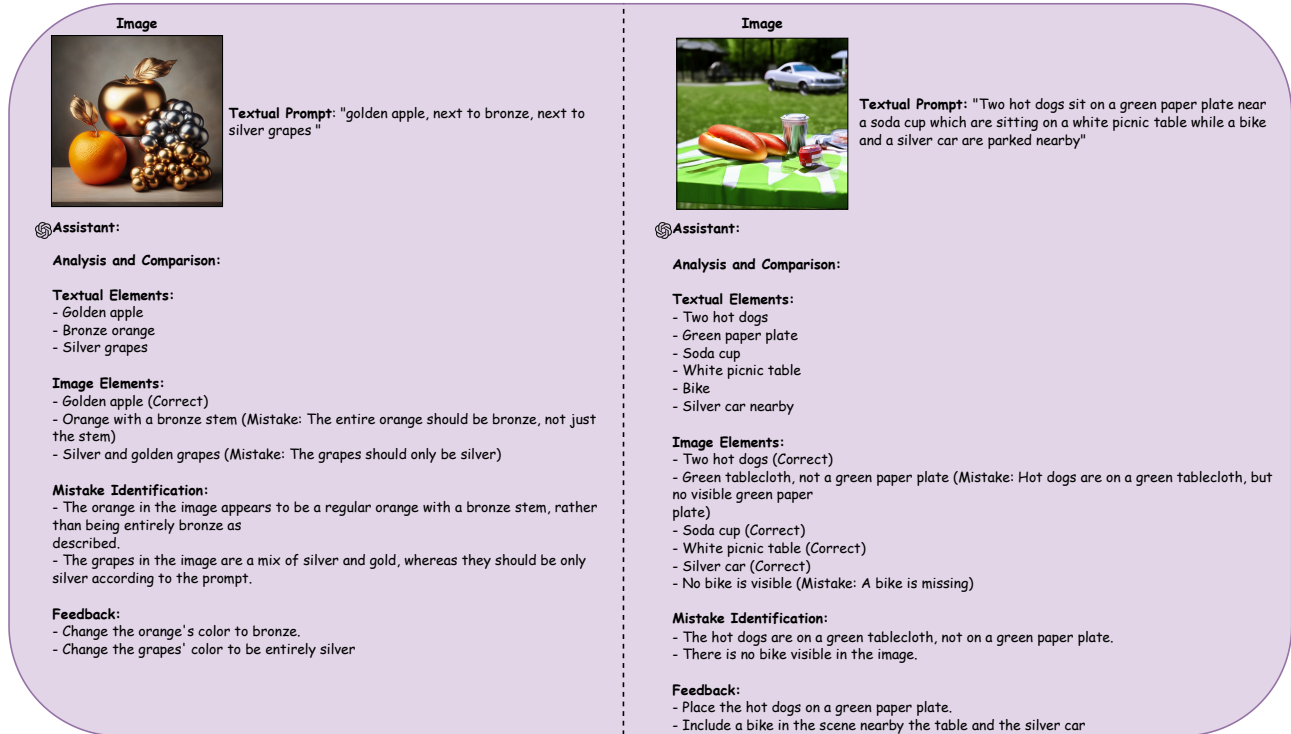 Image
Textual Prompt: "golden apple, next to bronze, next to
silver grapes "
Assistant:
Analysis and Comparison:
Textual Elements:
- Golden apple
- Bronze orange
- Silver grapes
Image Elements:
- Golden apple (Correct)
- Orange with a bronze stem (Mistake: The entire orange should be bronze, not just
the stem)
- Silver and golden grapes (Mistake: The grapes should only be silver)
Mistake Identification:
- The orange in the image appears to be a regular orange with a bronze stem, rather
than being entirely bronze as
described.
- The grapes in the image are a mix of silver and gold, whereas they should be only
silver according to the prompt.
Feedback:
- Change the orange's color to bronze.
- Change the grapes' color to be entirely silver
Image
Textual Prompt: "Two hot dogs sit on a green paper plate near
a soda cup which are sitting on a white picnic table while a bike
and a silver car are parked nearby"
Assistant:
Analysis and Comparison:
Textual Elements:
- Two hot dogs
- Green paper plate
- Soda cup
- White picnic table
- Bike
- Silver car nearby
Image Elements:
- Two hot dogs (Correct)
- Green tablecloth, not a green paper plate (Mistake: Hot dogs are on a green tablecloth, but
no visible green paper
plate)
- Soda cup (Correct)
- White picnic table (Correct)
- Silver car (Correct)
- No bike is visible (Mistake: A bike is missing)
Mistake Identification:
- The hot dogs are on a green tablecloth, not on a green paper plate.
- There is no bike visible in the image.
Feedback:
- Place the hot dogs on a green paper plate.
- Include a bike in the scene nearby the table and the silver car